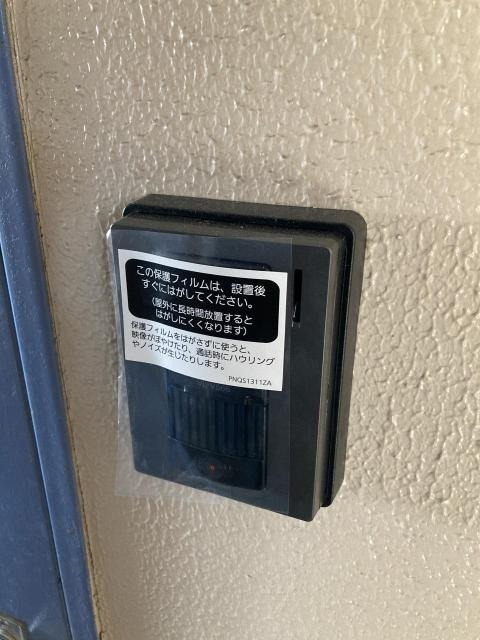 この保護フィルムは、設置後
すぐにはがしてください。
(屋外に長時間放置すると
はがしにくくなります)
保護フィルムをはがさずに使うと、
映像がぼやけたり、通話時にハウリング
やノイズが生じたりします。
PNQS1311ZA